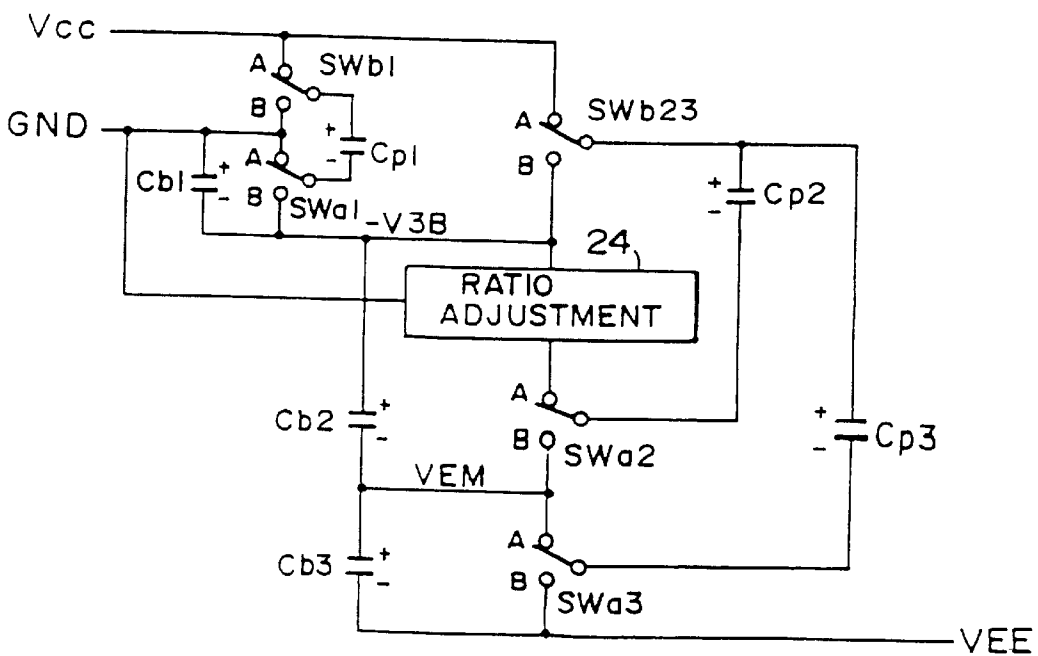 Vcc
A
SWb1
B
GND
A
SWb23
+
-
Cp1
A
B
Cb1
+
-
B
SWa1
-V3B
+
-
Cp2
24
RATIO
ADJUSTMENT
Cb2
+
-
A
B
SWa2
+
-
Cp3
VEM
Cb3
+
-
A
B
SWa3
VEE